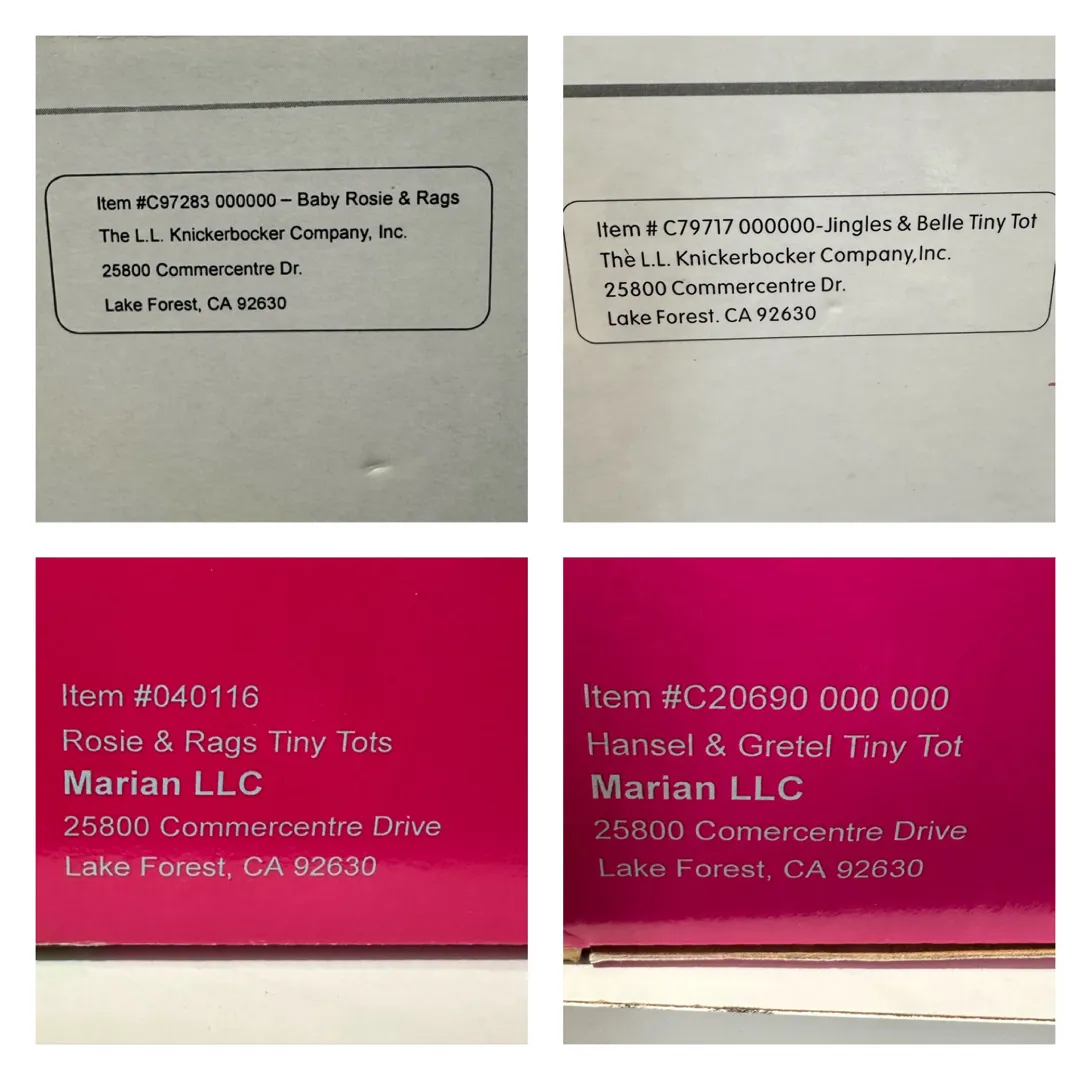 Item #C97283 000000 – Baby Rosie & Rags
The L.L. Knickerbocker Company, Inc.
25800 Commercentre Dr.
Lake Forest, CA 92630
Item # C79717 000000-Jingles & Belle Tiny Tot
The L.L. Knickerbocker Company,Inc.
25800 Commercentre Dr.
Lake Forest. CA 92630
Item #040116
Rosie & Rags Tiny Tots
Marian LLC
25800 Commercentre Drive
Lake Forest, CA 92630
Item #C20690 000 000
Hansel & Gretel Tiny Tot
Marian LLC
25800 Comercentre Drive
Lake Forest, CA 92630